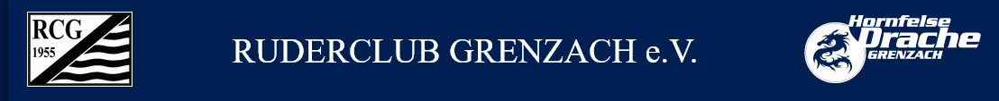 RCG
1955
RUDERCLUB GRENZACH e.V.
Hornfelse
Drache
GRENZACH